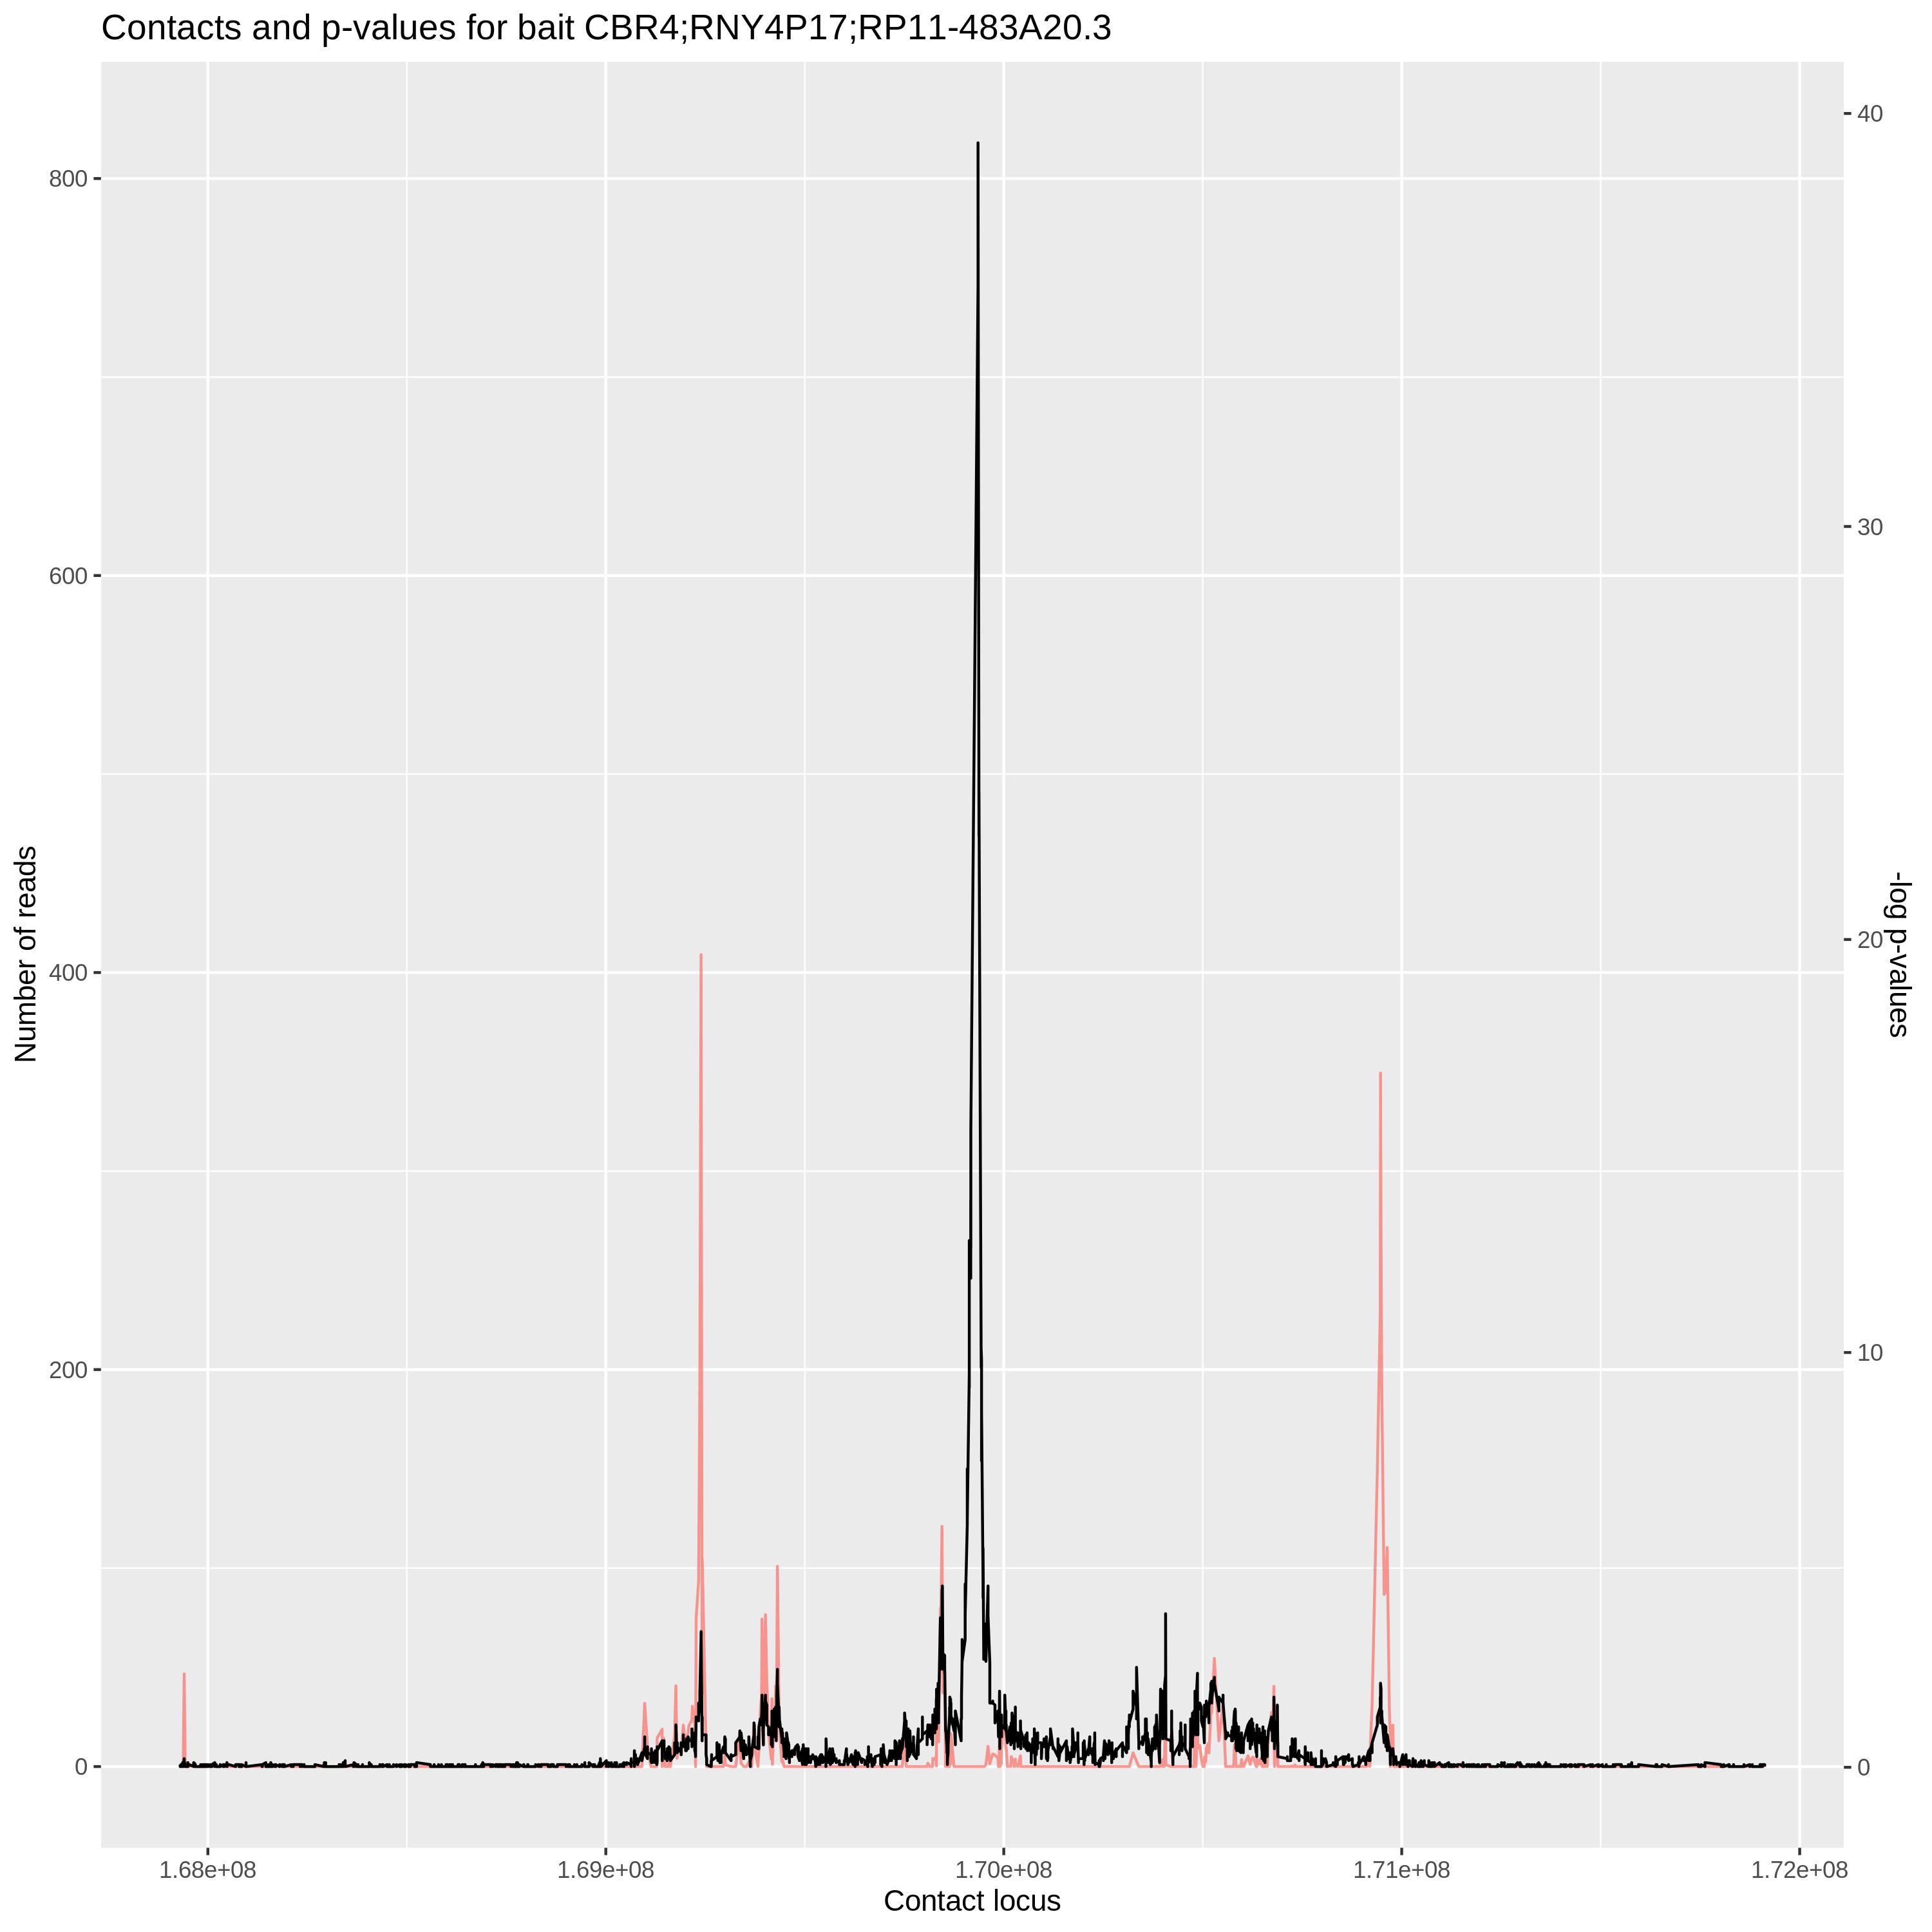 Contacts and p-values for bait CBR4;RNY4P17;RP11-483A20.3
800
600
400
200
0
Number of reads
40
30
20
10
0
-log p-values
1.68e+08 1.69e+08 1.70e+08 1.71e+08 1.72e+08
Contact locus